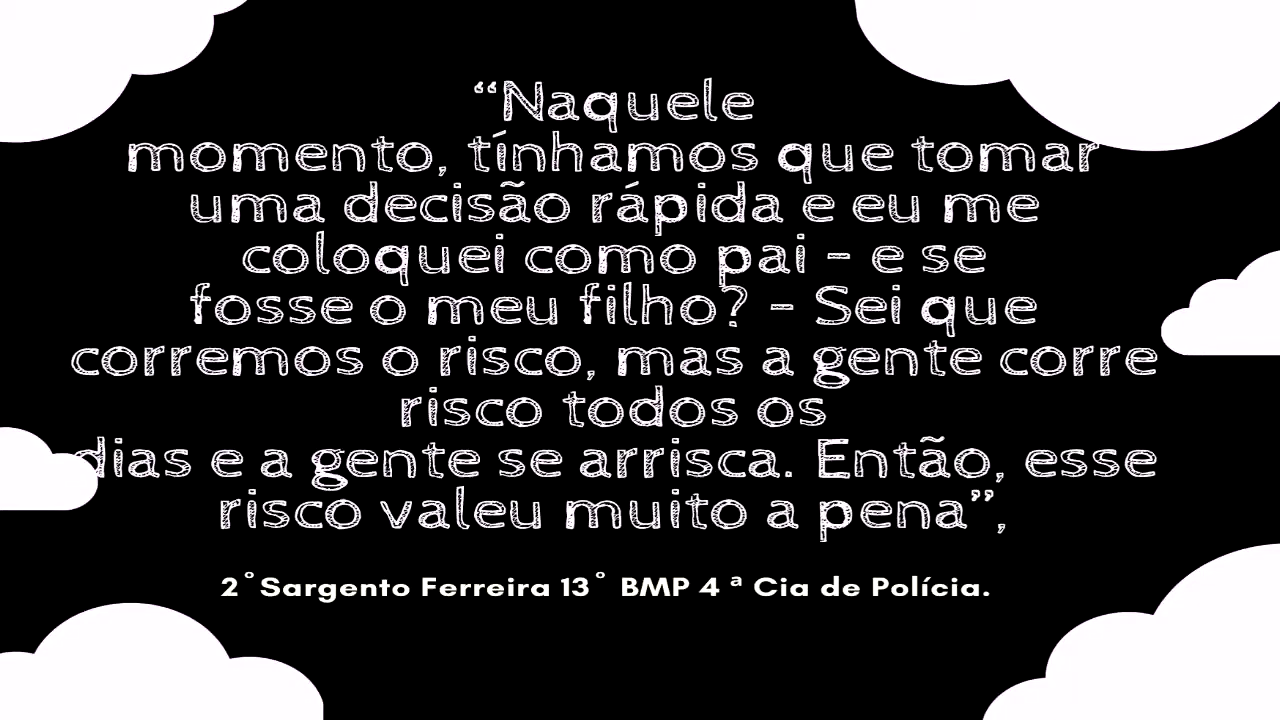 “Naquele
momento, tínhamos que tomar
uma decisão rápida e eu me
coloquei como pai – e se
fosse o meu filho? – Sei que
corremos o risco, mas a gente corre
risco todos os
dias e a gente se arrisca. Então, esse
risco valeu muito a pena”,
2°Sargento Ferreira 13° BMP 4 ª Cia de Polícia.